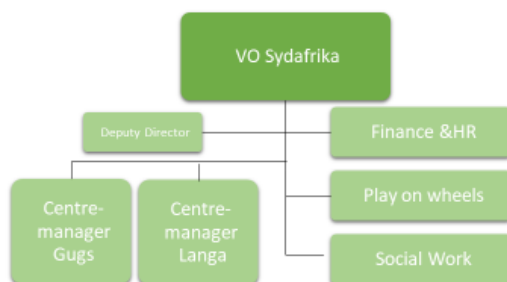 VO Sydafrika
Deputy Director
Finance &HR
Centre-
manager
Gugs
Centre-
manager
Langa
Play on wheels
Social Work